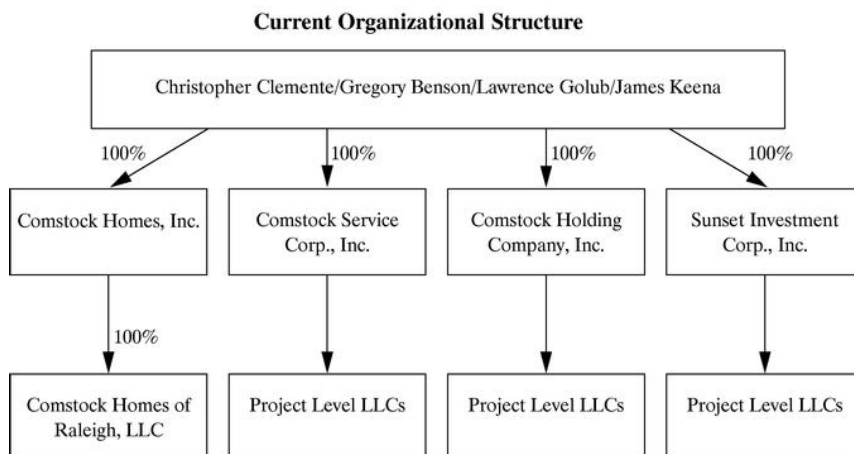 Current Organizational Structure
Christopher Clemente/Gregory Benson/Lawrence Golub/James Keena
100%
100%
100%
100%
Comstock Homes, Inc.
Comstock Service
Corp., Inc.
Comstock Holding
Company, Inc.
Sunset Investment
Corp., Inc.
100%
Comstock Homes of
Raleigh, LLC
Project Level LLCs
Project Level LLCs
Project Level LLCs